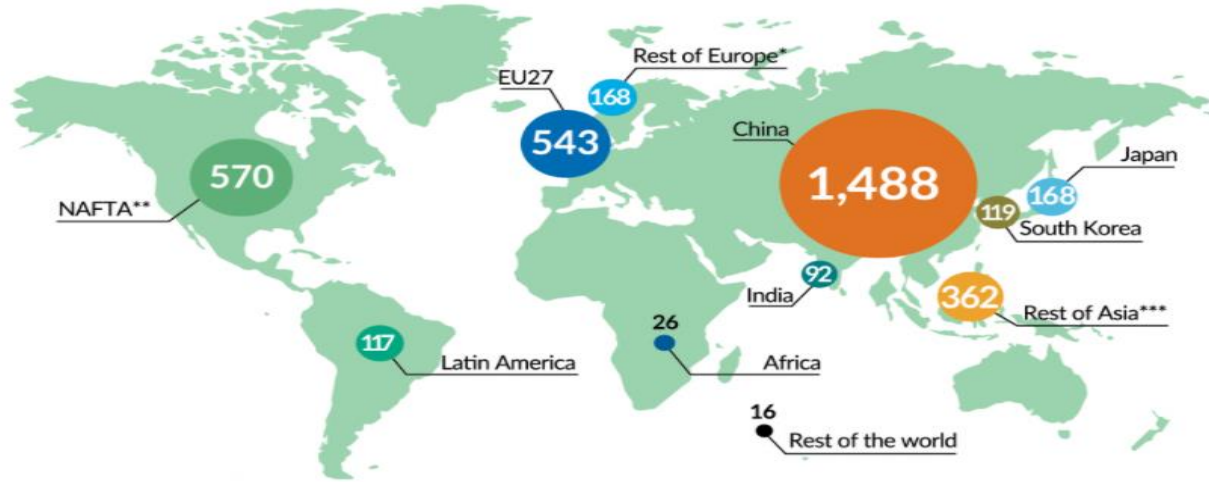 Rest of Europe*
EU27
168
543
China
1,488
Japan
168
119
South Korea
570
NAFTA**
92
India
362
Rest of Asia***
26
Africa
117
Latin America
16
Rest of the world